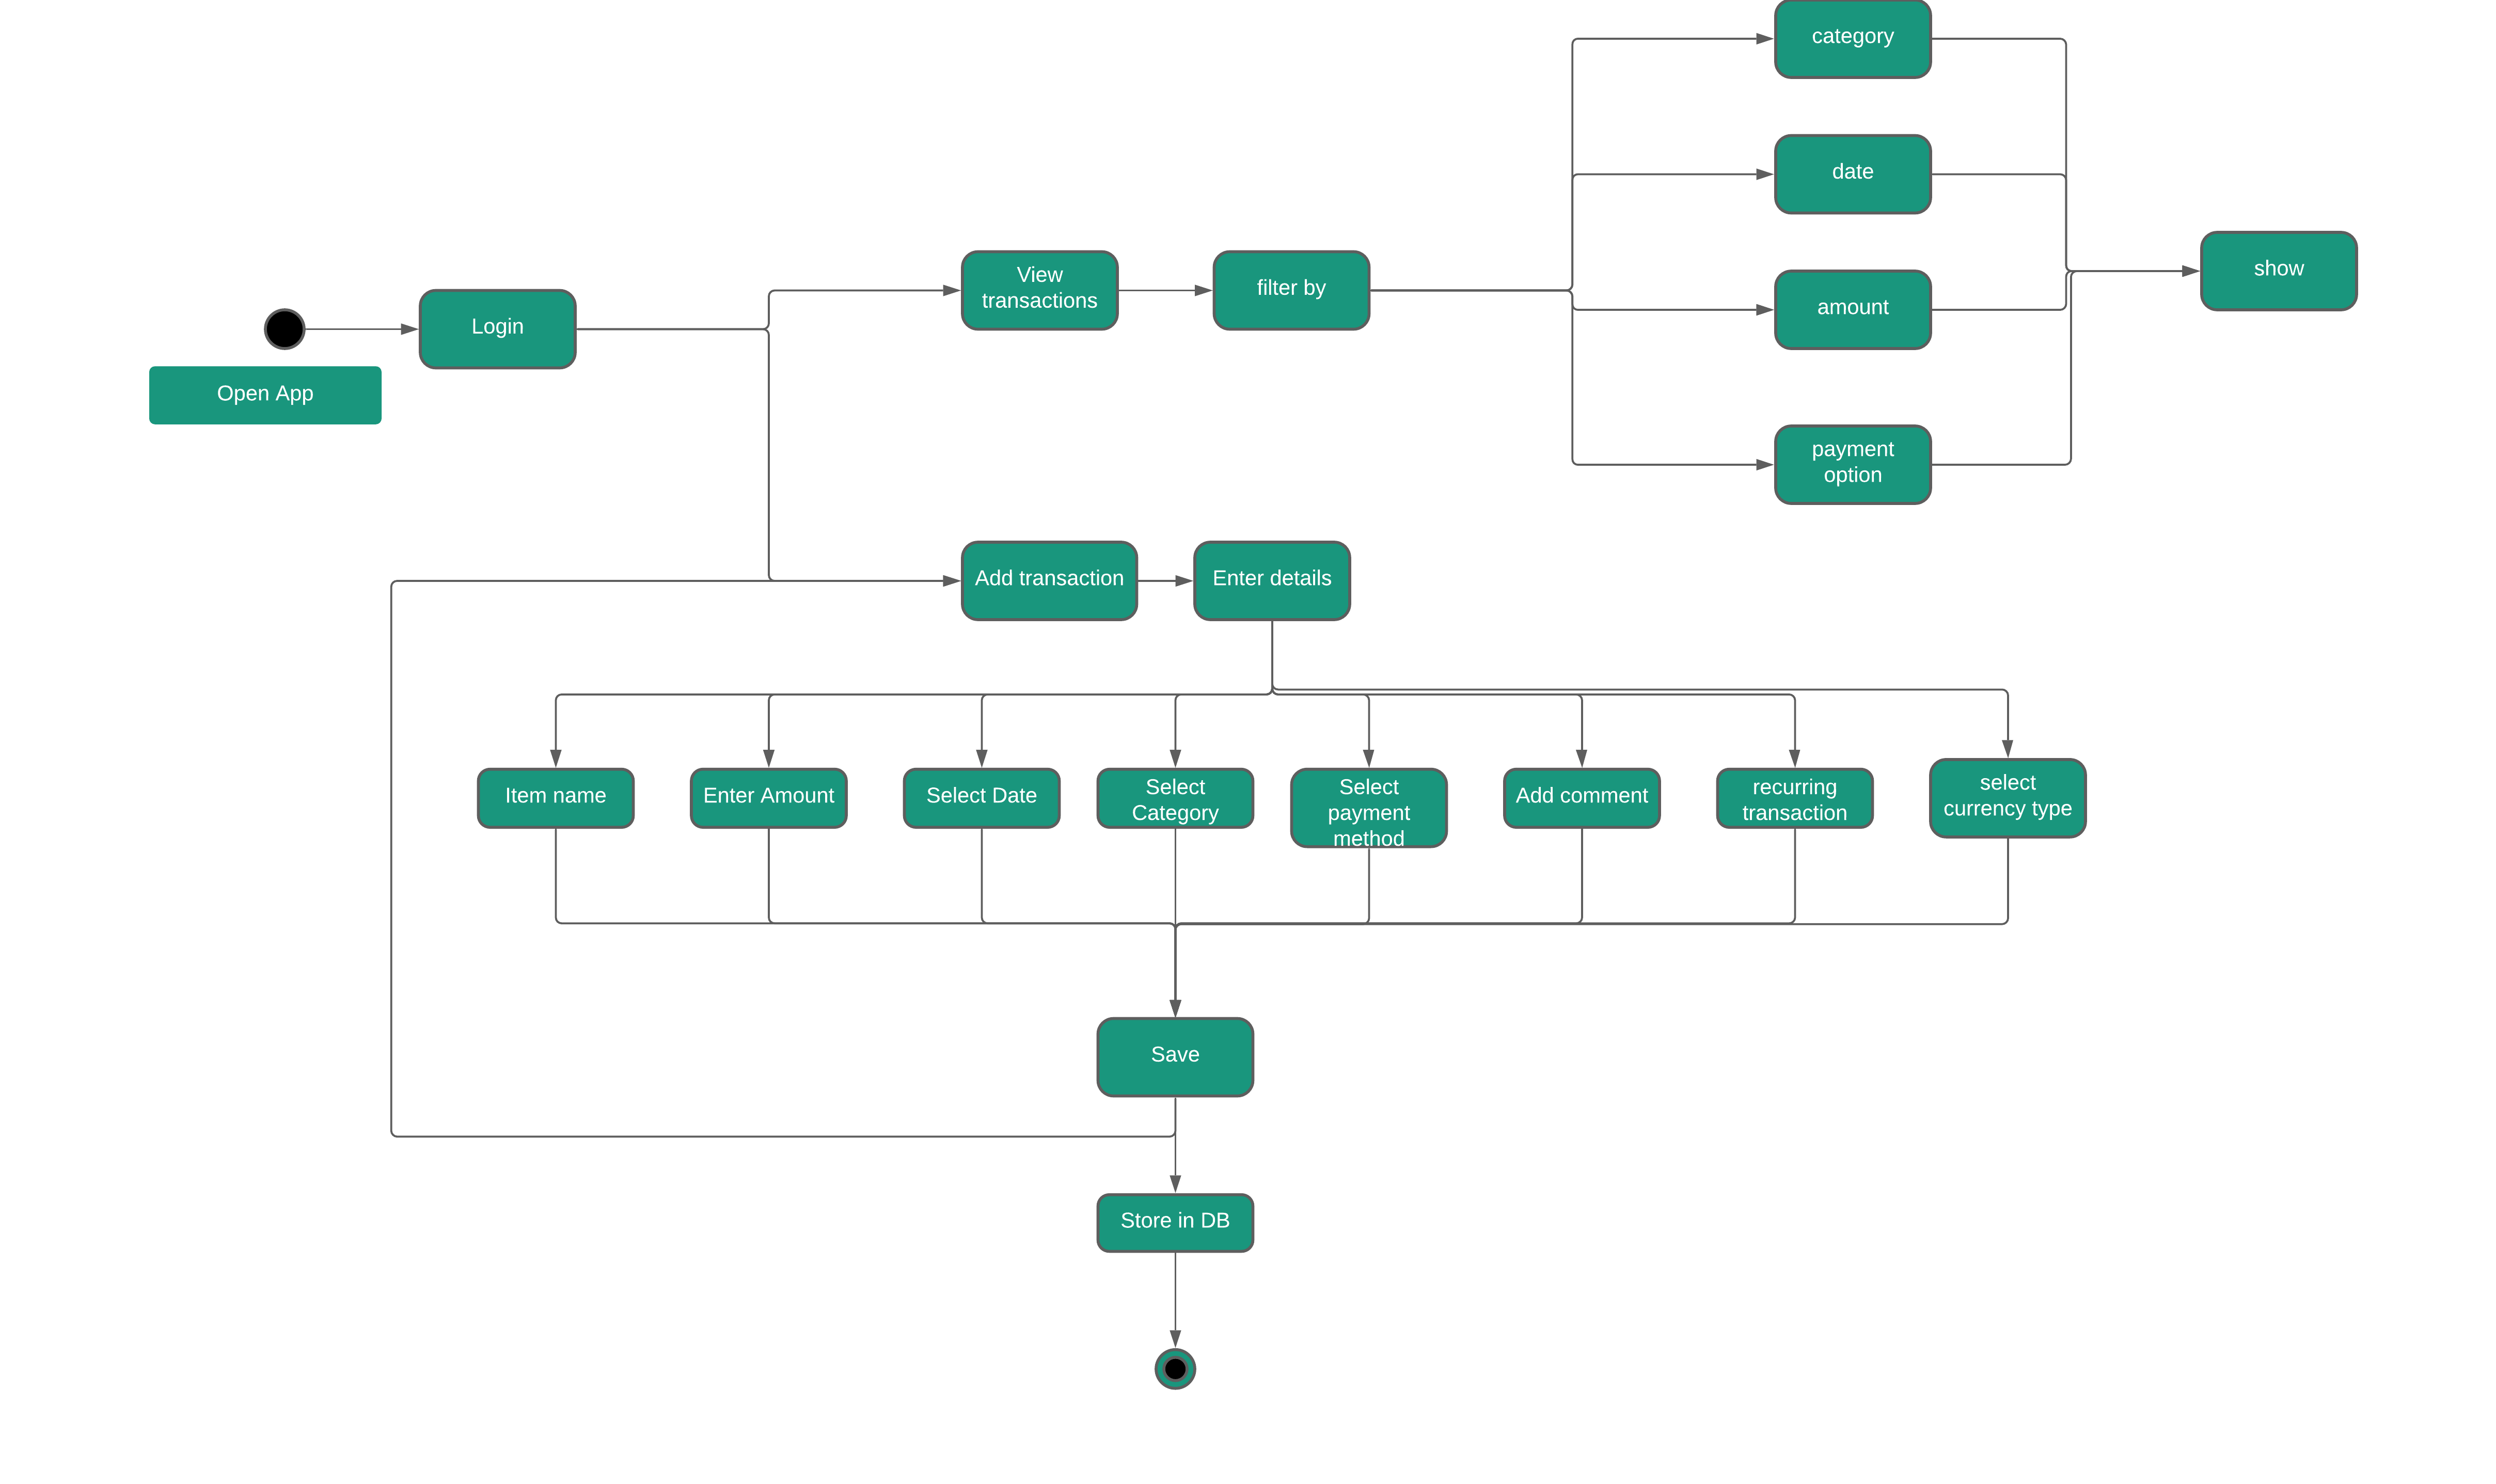 category
date
View
transactions
filter by
show
amount
Login
Open App
payment
option
Add transaction
Enter details
Item name
Enter Amount
Select Date
Select
Category
Select
payment
method
Add comment
recurring
transaction
select
currency type
Save
Store in DB